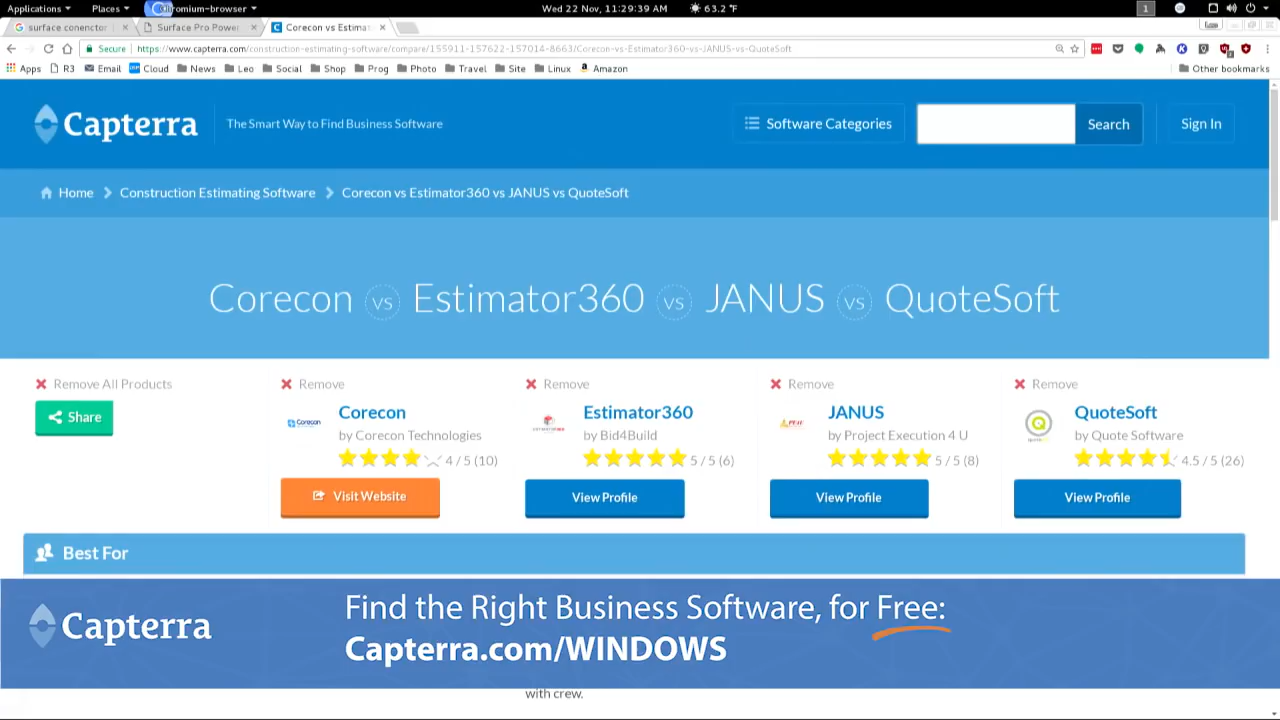 Applications
Places
chromium-browser
Wed 22 Nov, 11:29:39 AM
63.2 °F
1
surface conenctor
Surface Pro Power
Corecon vs Estimat
Secure
https://www.capterra.com/construction-estimating-software/compare/155911-157622-157014-8663/Corecon-vs-Estimator360-vs-JANUS-vs-QuoteSoft
Apps
R3
Email
Cloud
News
Leo
Social
Shop
Prog
Photo
Travel
Site
Linux
Amazon
Other bookmarks
Capterra
The Smart Way to Find Business Software
Software Categories
Search
Sign In
Home
Construction Estimating Software
Corecon vs Estimator360 vs JANUS vs QuoteSoft
Corecon vs Estimator360 vs JANUS vs QuoteSoft
Remove All Products
Share
Remove
Corecon
Corecon
by Corecon Technologies
4 / 5 (10)
Visit Website
Remove
Estimator360
by Bid4Build
5 / 5 (6)
View Profile
Remove
JANUS
by Project Execution 4 U
5 / 5 (8)
View Profile
Remove
QuoteSoft
by Quote Software
4.5 / 5 (26)
View Profile
Best For
Capterra
Find the Right Business Software, for Free:
Capterra.com/WINDOWS
with crew.